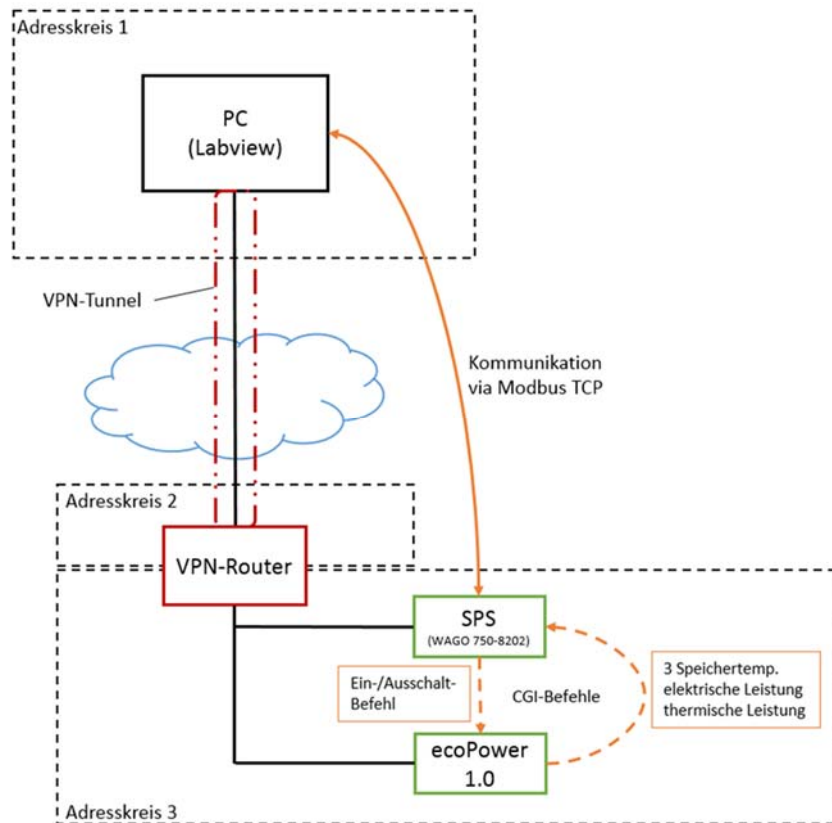 Adresskreis 1
PC
(Labview)
VPN-Tunnel
Kommunikation
via Modbus TCP
Adresskreis 2
VPN-Router
SPS
(WAGO 750-8202)
Ein-/Ausschalt-
Befehl
CGI-Befehle
3 Speichertemp.
elektrische Leistung
thermische Leistung
ecoPower
1.0
Adresskreis 3